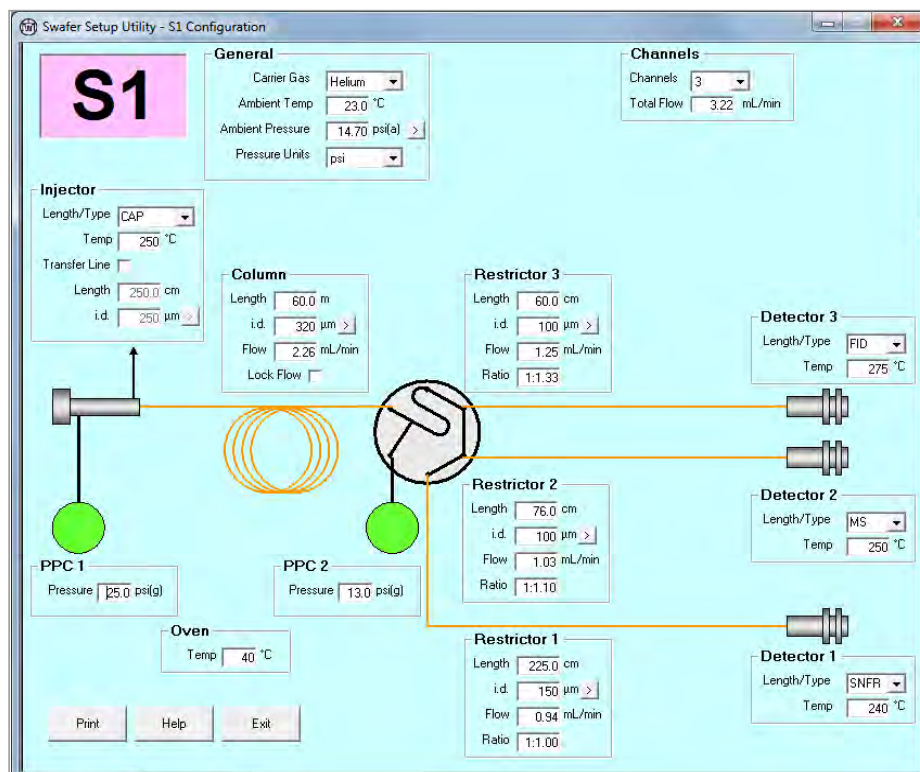 Swafer Setup Utility - S1 Configuration
S1
General
Carrier Gas Helium
Ambient Temp 23.0 °C
Ambient Pressure 14.70 psi(a) >
Pressure Units psi
Channels
Channels 3
Total Flow 3.22 mL/min
Injector
Length/Type CAP
Temp 250 °C
Transfer Line
Length 250.0 cm
i.d. 250 µm >
Column
Length 60.0 m
i.d. 320 µm >
Flow 2.26 mL/min
Lock Flow
Restrictor 3
Length 60.0 cm
i.d. 100 µm >
Flow 1.25 mL/min
Ratio 1:1.33
Detector 3
Length/Type FID
Temp 275 °C
Restrictor 2
Length 76.0 cm
i.d. 100 µm >
Flow 1.03 mL/min
Ratio 1:1.10
Detector 2
Length/Type MS
Temp 250 °C
PPC 1
Pressure 25.0 psi(g)
PPC 2
Pressure 13.0 psi(g)
Oven
Temp 40 °C
Restrictor 1
Length 225.0 cm
i.d. 150 µm >
Flow 0.94 mL/min
Ratio 1:1.00
Detector 1
Length/Type SNFR
Temp 240 °C
Print Help Exit